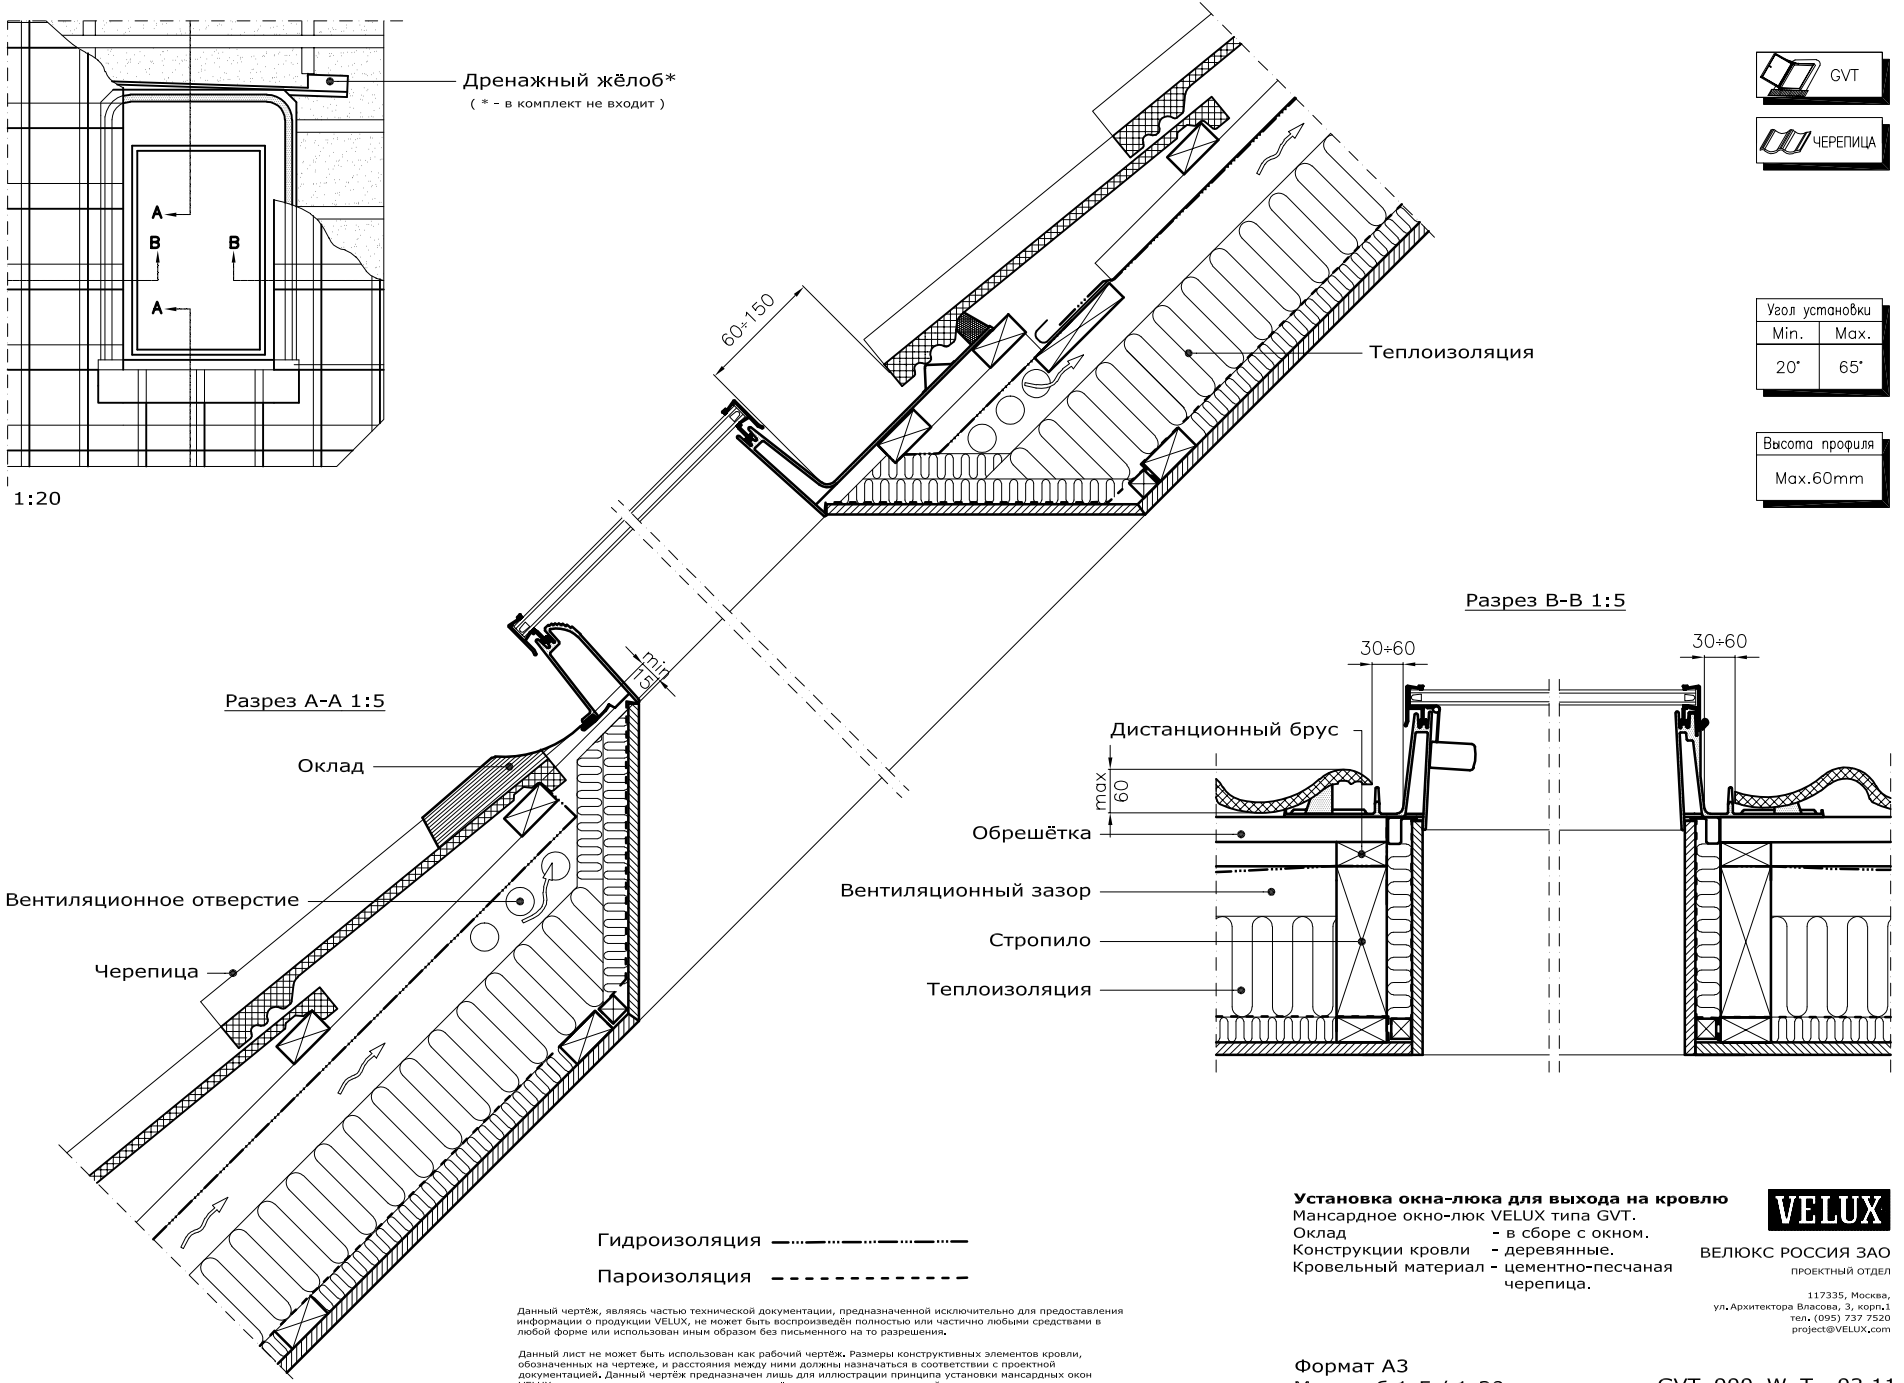 Дренажный жёлоб*
( * - в комплект не входит )
GVT
ЧЕРЕПИЦА
A
B
B
A
1:20
60÷150
Теплоизоляция
Угол установки
Min. Max.
20° 65°
Высота профиля
Max.60mm
Разрез В-В 1:5
30÷60
30÷60
min
15
Разрез А-А 1:5
Оклад
Дистанционный брус
max
60
Обрешётка
Вентиляционный зазор
Стропило
Теплоизоляция
Вентиляционное отверстие
Черепица
Гидроизоляция
Пароизоляция
Данный чертёж, являясь частью технической документации, предназначенной исключительно для предоставления
информации о продукции VELUX, не может быть воспроизведён полностью или частично любыми средствами в
любой форме или использован иным образом без письменного на то разрешения.
Данный лист не может быть использован как рабочий чертёж. Размеры конструктивных элементов кровли,
обозначенных на чертеже, и расстояния между ними должны назначаться в соответствии с проектной
документацией. Данный чертёж предназначен лишь для иллюстрации принципа установки мансардных окон
Установка окна-люка для выхода на кровлю
Мансардное окно-люк VELUX типа GVT.
Оклад - в сборе с окном.
Конструкции кровли - деревянные.
Кровельный материал - цементно-песчаная
черепица.
VELUX
ВЕЛЮКС РОССИЯ ЗАО
ПРОЕКТНЫЙ ОТДЕЛ
117335, Москва,
ул.Архитектора Власова, 3, корп.1
тел. (095) 737 7520
project@VELUX.com
Формат А3